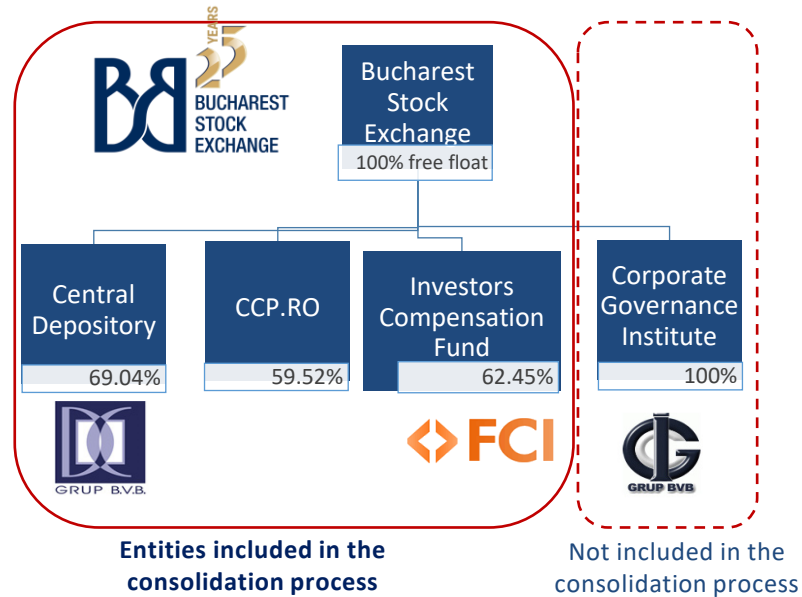 25 YEARS
BUCHAREST
STOCK
EXCHANGE
Bucharest
Stock
Exchange
100% free float
Central
Depository
69.04%
CCP.RO
59.52%
Investors
Compensation
Fund
62.45%
Corporate
Governance
Institute
100%
GRUP B.V.B.
FCI
GRUP BVB
Entities included in the
consolidation process
Not included in the
consolidation process